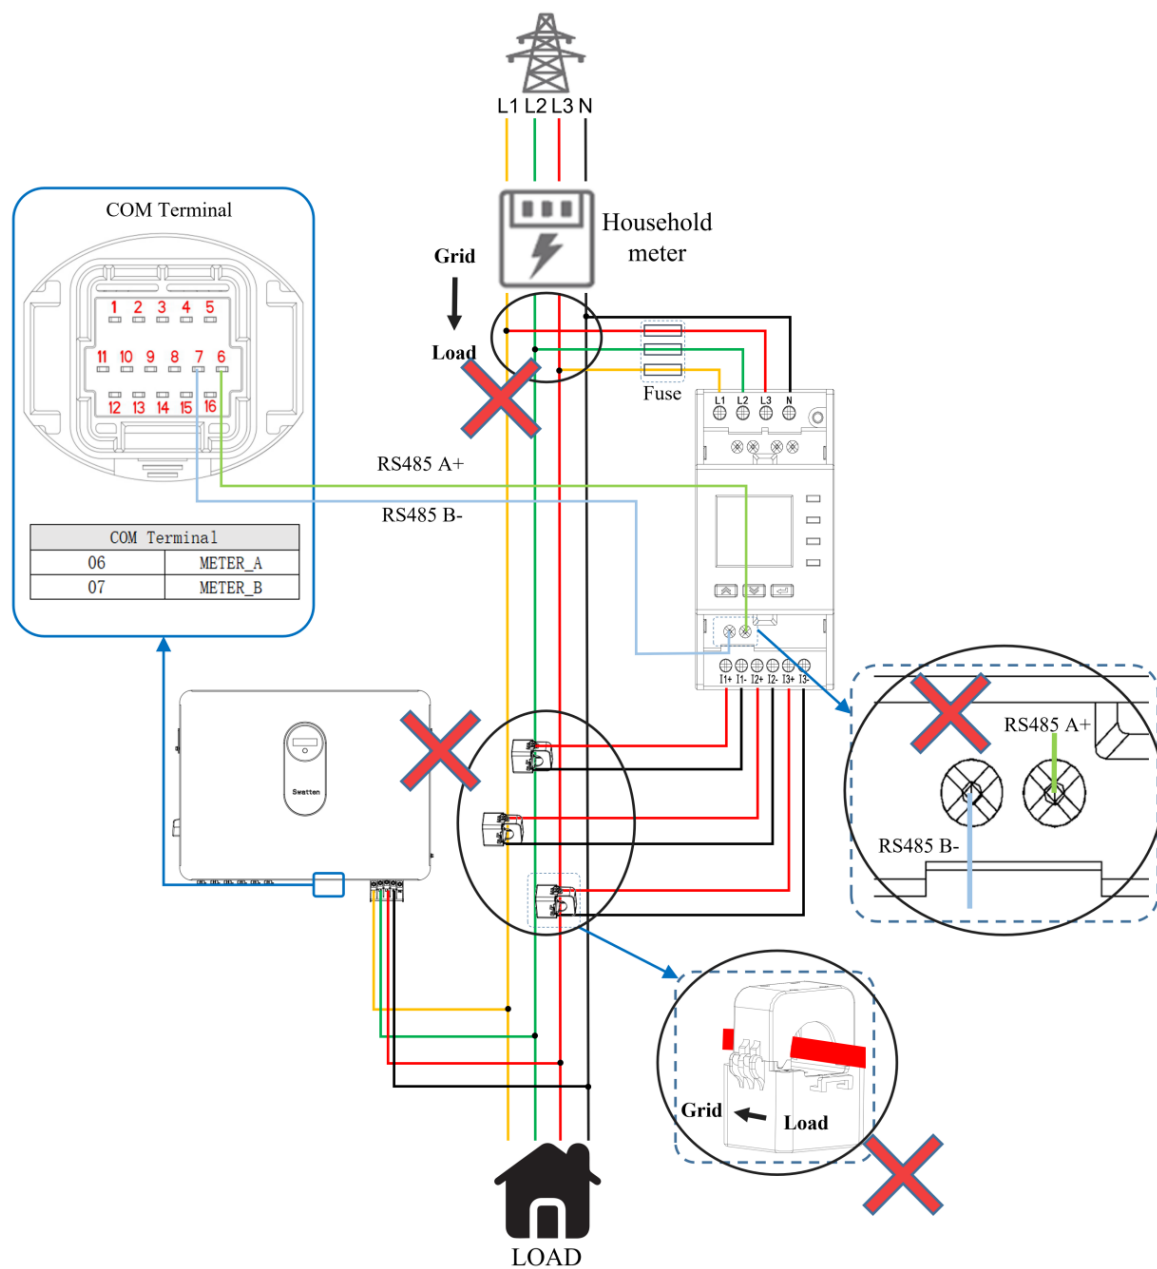 L1 L2 L3 N
Household
meter
Grid
Load
Fuse
COM Terminal
1 2 3 4 5
11 10 9 8 7 6
12 13 14 15 16
COM Terminal
06 METER_A
07 METER_B
RS485 A+
RS485 B-
L1 L2 L3 N
I1+ I1- I2+ I2- I3+ I3-
Swatten
RS485 A+
RS485 B-
Grid
Load
LOAD